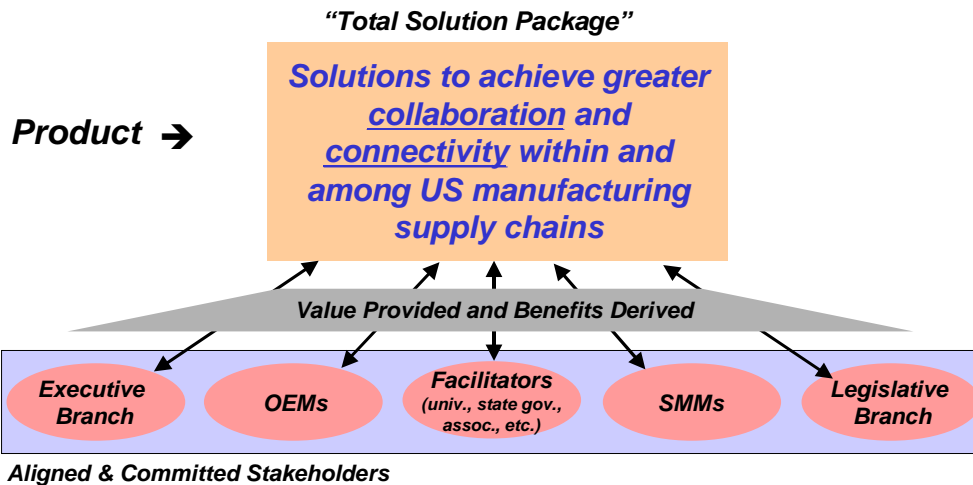 “Total Solution Package”
Solutions to achieve greater
collaboration and
connectivity within and
among US manufacturing
supply chains
Product ➔
Value Provided and Benefits Derived
Executive
Branch
OEMs
Facilitators
(univ., state gov.,
assoc., etc.)
SMMs
Legislative
Branch
Aligned & Committed Stakeholders